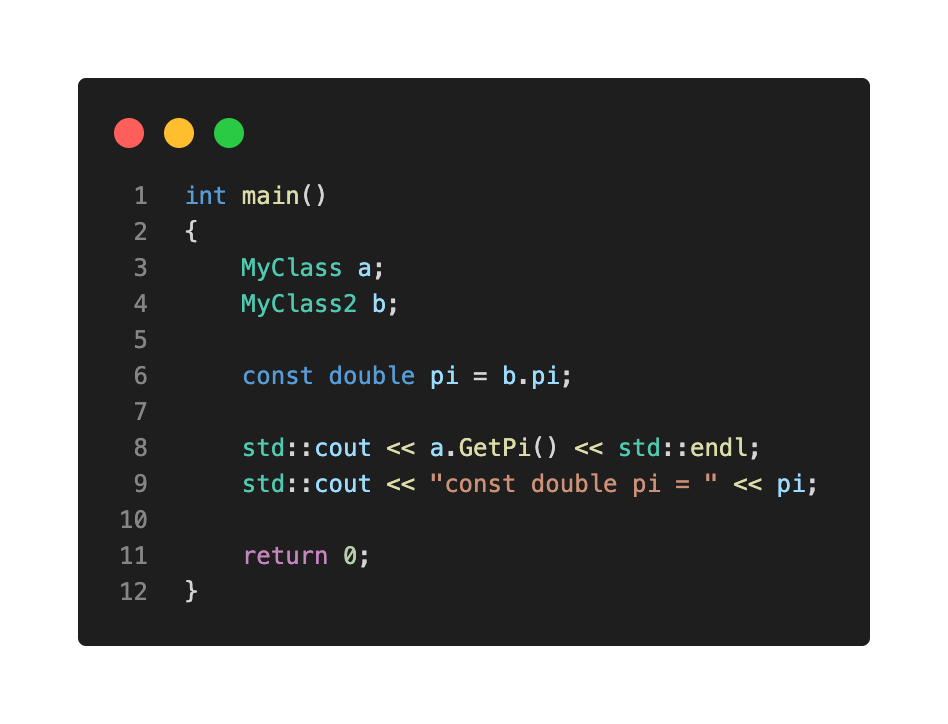 1 int main()
2 {
3     MyClass a;
4     MyClass2 b;
5
6     const double pi = b.pi;
7
8     std::cout << a.GetPi() << std::endl;
9     std::cout << "const double pi = " << pi;
10
11     return 0;
12 }